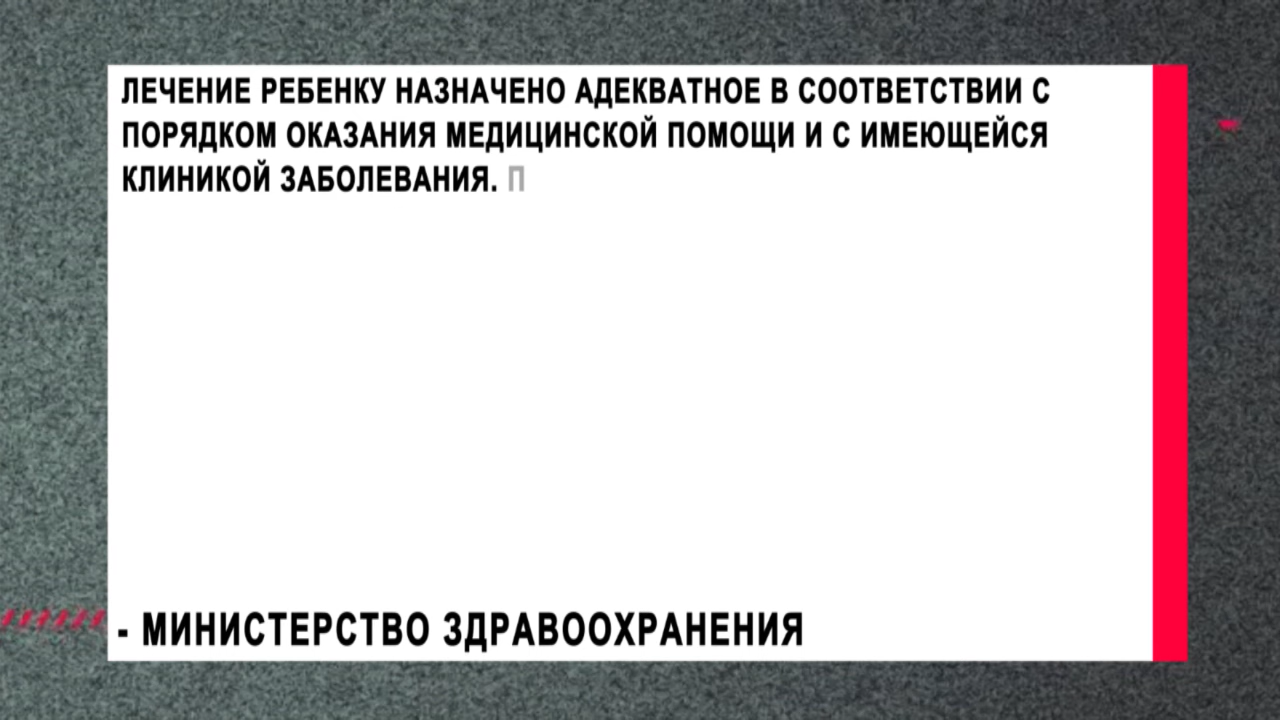 ЛЕЧЕНИЕ РЕБЕНКУ НАЗНАЧЕНО АДЕКВАТНОЕ В СООТВЕТСТВИИ С
ПОРЯДКОМ ОКАЗАНИЯ МЕДИЦИНСКОЙ ПОМОЩИ И С ИМЕЮЩЕЙСЯ
КЛИНИКОЙ ЗАБОЛЕВАНИЯ. П
- МИНИСТЕРСТВО ЗДРАВООХРАНЕНИЯ